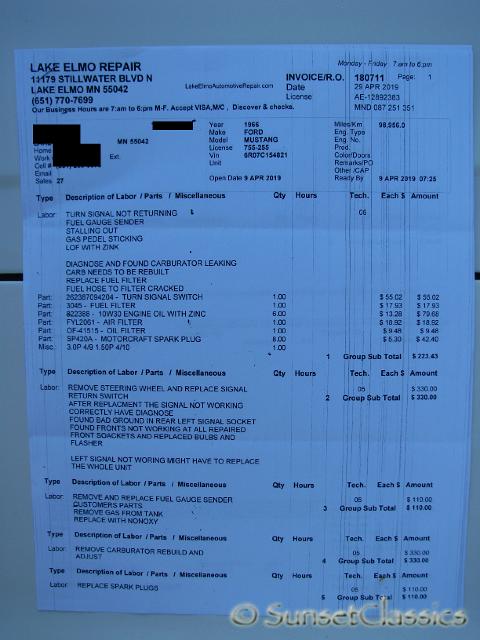 LAKE ELMO REPAIR
11179 STILLWATER BLVD N
LAKE ELMO MN 55042
(651) 770-7699
LakeElmoAutomotiveRepair.com
Monday - Friday 7am to 6pm
INVOICE/R.O. 180711 Page: 1
Date 29 APR 2019
License AE-12892383
MND 087 251 351
Our Business Hours are 7:am to 6:pm M-F. Accept VISA,M/C , Discover & checks.
MN 55042
Home
Work Ext.
Cell #
Email
Sales 27
Year 1966
Make FORD
Model MUSTANG
License 755-255
Vin 6R07C154821
Unit
Open Date 9 APR 2019
Miles/Km 98,956.0
Eng. Type
Eng. No.
Prod.
Color/Doors
Remarks/PO
Other /CAP
Ready By 9 APR 2019 07:25
Type Description of Labor / Parts / Miscellaneous Qty Hours Tech. Each $ Amount
Labor: TURN SIGNAL NOT RETURNING 06
FUEL GAUGE SENDER
STALLING OUT
GAS PEDEL STICKING
LOF WITH ZINK
DIAGNOSE AND FOUND CARBURATOR LEAKING
CARB NEEDS TO BE REBUILT
REPLACE FUEL FILTER
FUEL HOSE TO FILTER CRACKED
Part: 262387094204 - TURN SIGNAL SWITCH 1.00 $ 55.02 $ 55.02
Part: 3045 - FUEL FILTER 1.00 $ 17.93 $ 17.93
Part: 822388 - 10W30 ENGINE OIL WITH ZINC 6.00 $ 13.28 $ 79.68
Part: FYL2061 - AIR FILTER 1.00 $ 18.92 $ 18.92
Part: OF-41515 - OIL FILTER 1.00 $ 9.48 $ 9.48
Part: SP420A - MOTORCRAFT SPARK PLUG 8.00 $ 5.30 $ 42.40
Misc. 3.0P 4/9 1.50P 4/10 1.00
1 Group Sub Total $ 223.43
Type Description of Labor / Parts / Miscellaneous Qty Hours Tech. Each $ Amount
Labor: REMOVE STEERING WHEEL AND REPLACE SIGNAL 05 $ 330.00
RETURN SWITCH 2 Group Sub Total $ 330.00
AFTER REPLACMENT THE SIGNAL NOT WORKING
CORRECTLY HAVE DIAGNOSE
FOUND BAD GROUND IN REAR LEFT SIGNAL SOCKET
FOUND FRONTS NOT WORKING AT ALL REPAIRED
FRONT SOACKETS AND REPLACED BULBS AND
FLASHER
LEFT SIGNAL NOT WORING MIGHT HAVE TO REPLACE
THE WHOLE UNIT
Type Description of Labor / Parts / Miscellaneous Qty Hours Tech. Each $ Amount
Labor: REMOVE AND REPLACE FUEL GAUGE SENDER 05 $ 110.00
CUSTOMERS PARTS 3 Group Sub Total $ 110.00
REMOVE GAS FROM TANK
REPLACE WITH NONOXY
Type Description of Labor / Parts / Miscellaneous Qty Hours Tech. Each $ Amount
Labor: REMOVE CARBURATOR REBUILD AND 05 $ 330.00
ADJUST 4 Group Sub Total $ 330.00
Type Description of Labor / Parts / Miscellaneous Qty Hours Tech. Each $ Amount
Labor: REPLACE SPARK PLUGS 05 $ 110.00
5 Group Sub Total $ 110.00
© SunsetClassics